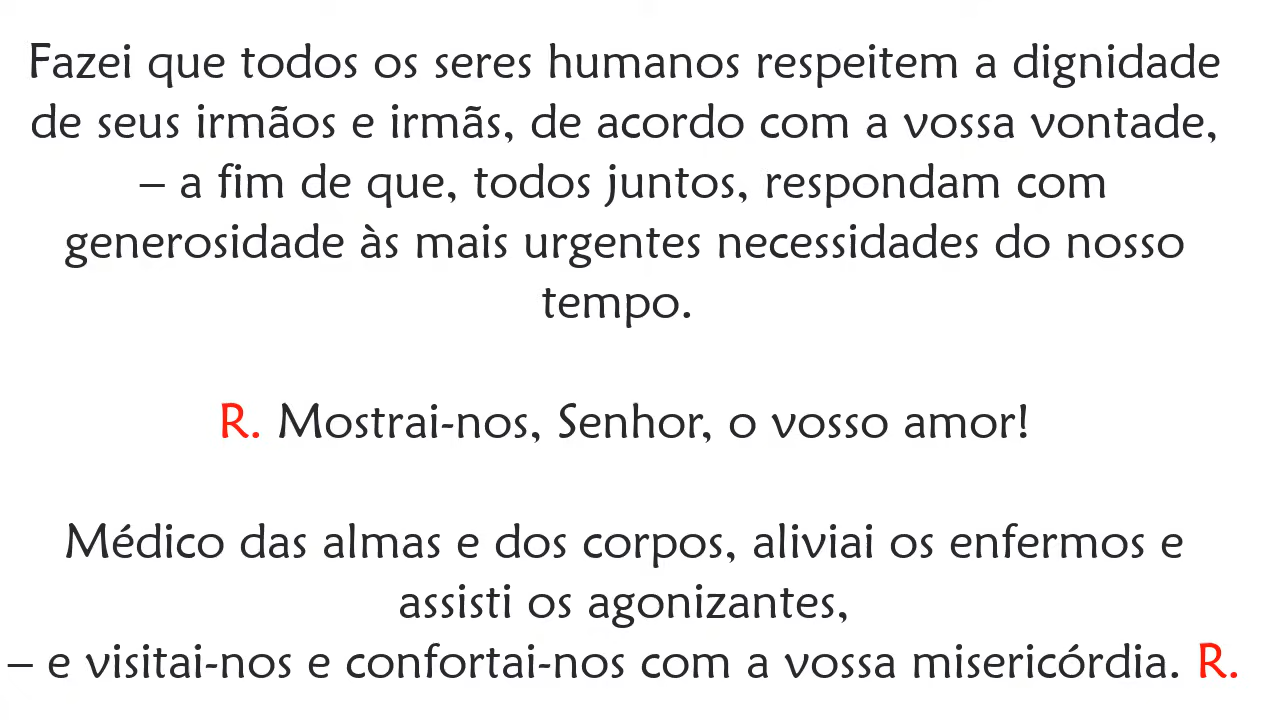 Fazei que todos os seres humanos respeitem a dignidade
de seus irmãos e irmãs, de acordo com a vossa vontade,
– a fim de que, todos juntos, respondam com
generosidade às mais urgentes necessidades do nosso
tempo.
R. Mostrai-nos, Senhor, o vosso amor!
Médico das almas e dos corpos, aliviai os enfermos e
assisti os agonizantes,
– e visitai-nos e confortai-nos com a vossa misericórdia. R.